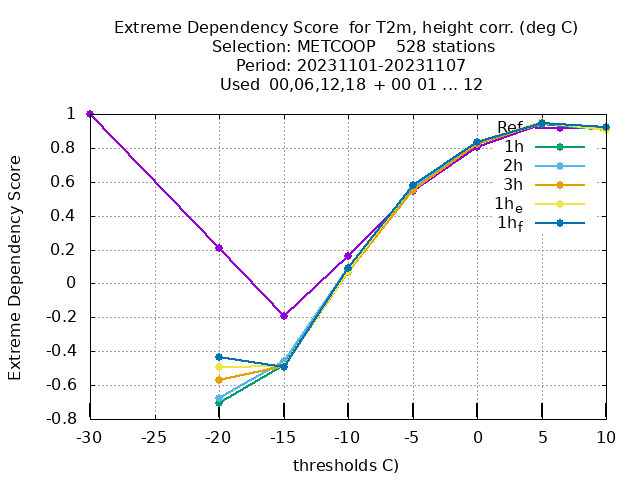 Extreme Dependency Score  for T2m, height corr. (deg C)
Selection: METCOOP    528 stations
Period: 20231101-20231107
Used 00,06,12,18 + 00 01 ... 12
Extreme Dependency Score
1
0.8
0.6
0.4
0.2
0
-0.2
-0.4
-0.6
-0.8
Ref
1h
2h
3h
1he
1hf
-30 -25 -20 -15 -10 -5 0 5 10
thresholds C)